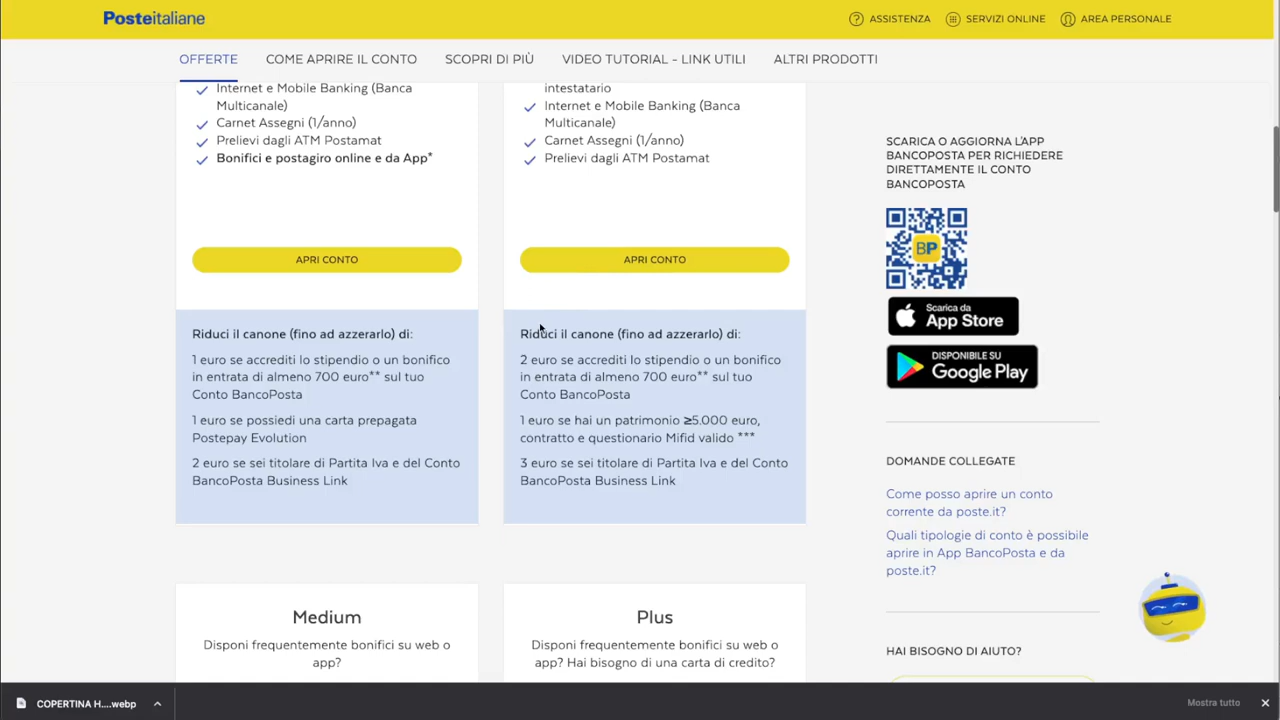 Posteitaliane
ASSISTENZA
SERVIZI ONLINE
AREA PERSONALE
OFFERTE
COME APRIRE IL CONTO
SCOPRI DI PIÙ
VIDEO TUTORIAL - LINK UTILI
ALTRI PRODOTTI
Internet e Mobile Banking (Banca
Multicanale)
Carnet Assegni (1/anno)
Prelievi dagli ATM Postamat
Bonifici e postagiro online e da App*
APRI CONTO
Riduci il canone (fino ad azzerarlo) di:
1 euro se accrediti lo stipendio o un bonifico
in entrata di almeno 700 euro** sul tuo
Conto BancoPosta
1 euro se possiedi una carta prepagata
Postepay Evolution
2 euro se sei titolare di Partita Iva e del Conto
BancoPosta Business Link
intestatario
Internet e Mobile Banking (Banca
Multicanale)
Carnet Assegni (1/anno)
Prelievi dagli ATM Postamat
APRI CONTO
Riduci il canone (fino ad azzerarlo) di:
2 euro se accrediti lo stipendio o un bonifico
in entrata di almeno 700 euro** sul tuo
Conto BancoPosta
1 euro se hai un patrimonio ≥5.000 euro,
contratto e questionario Mifid valido ***
3 euro se sei titolare di Partita Iva e del Conto
BancoPosta Business Link
Medium
Disponi frequentemente bonifici su web o
app?
Plus
Disponi frequentemente bonifici su web o
app? Hai bisogno di una carta di credito?
SCARICA O AGGIORNA L'APP
BANCOPOSTA PER RICHIEDERE
DIRETTAMENTE IL CONTO
BANCOPOSTA
BP
Scarica da
App Store
DISPONIBILE SU
Google Play
DOMANDE COLLEGATE
Come posso aprire un conto
corrente da poste.it?
Quali tipologie di conto è possibile
aprire in App BancoPosta e da
poste.it?
HAI BISOGNO DI AIUTO?
COPERTINA H....webp
Mostra tutto